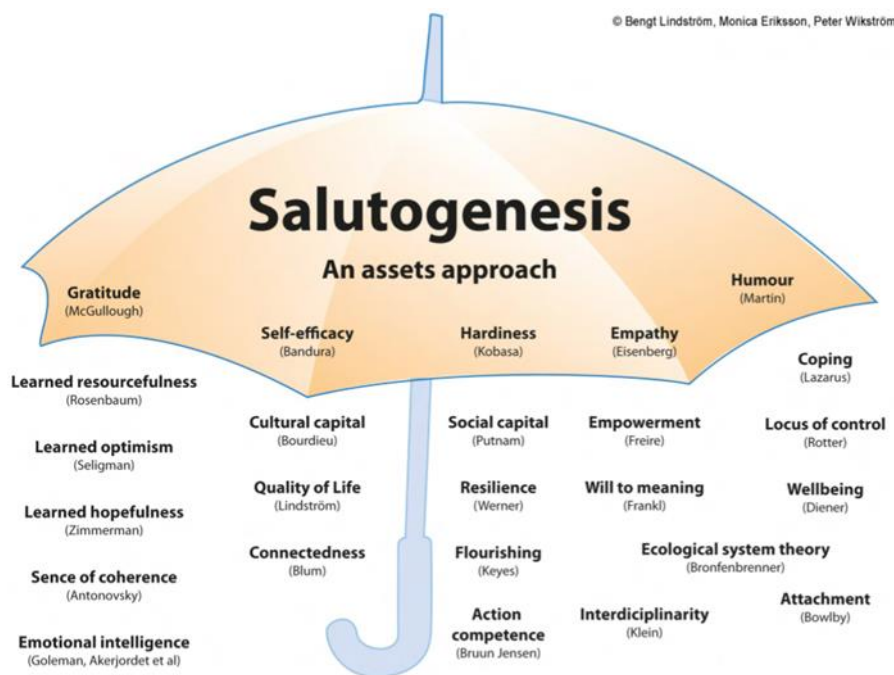 © Bengt Lindström, Monica Eriksson, Peter Wikström
Salutogenesis
An assets approach
Gratitude
(McGullough)
Humour
(Martin)
Self-efficacy
(Bandura)
Hardiness
(Kobasa)
Empathy
(Eisenberg)
Coping
(Lazarus)
Learned resourcefulness
(Rosenbaum)
Cultural capital
(Bourdieu)
Social capital
(Putnam)
Empowerment
(Freire)
Locus of control
(Rotter)
Learned optimism
(Seligman)
Quality of Life
(Lindström)
Resilience
(Werner)
Will to meaning
(Frankl)
Wellbeing
(Diener)
Learned hopefulness
(Zimmerman)
Connectedness
(Blum)
Flourishing
(Keyes)
Ecological system theory
(Bronfenbrenner)
Sence of coherence
(Antonovsky)
Action
competence
(Bruun Jensen)
Interdiciplinarity
(Klein)
Attachment
(Bowlby)
Emotional intelligence
(Goleman, Akerjordet et al)